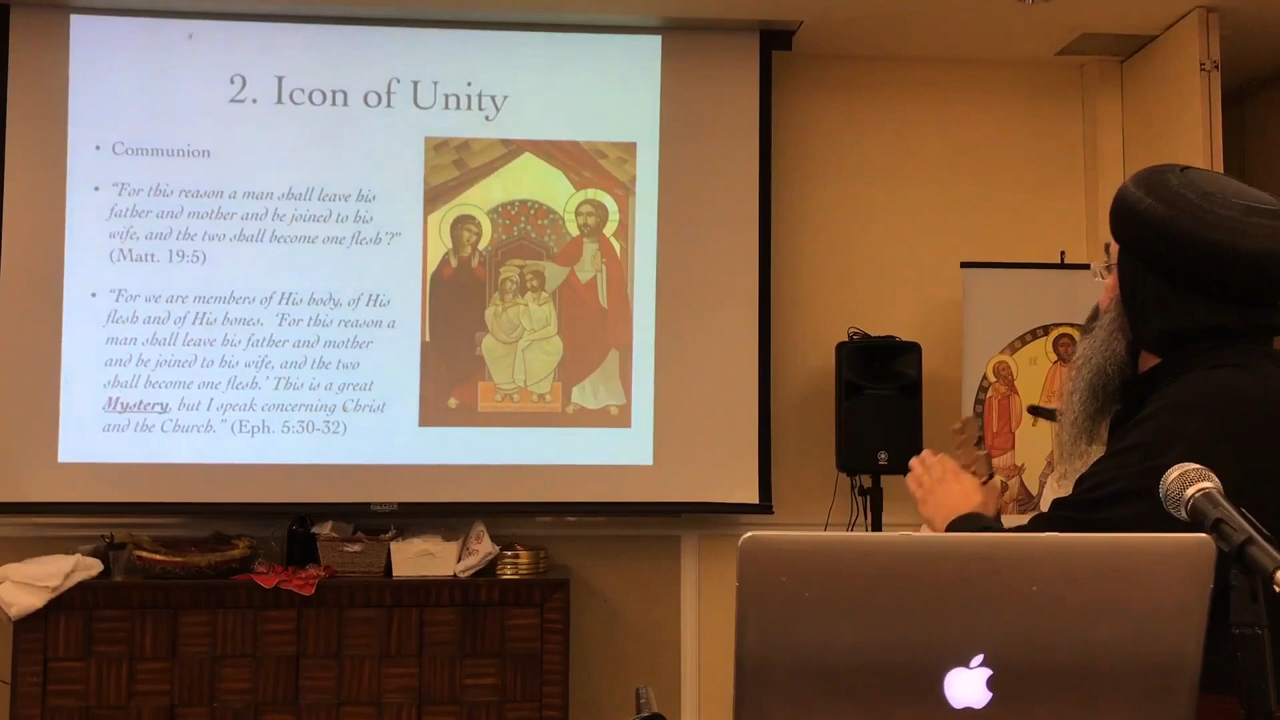 2. Icon of Unity
• Communion
• "For this reason a man shall leave his
father and mother and be joined to his
wife, and the two shall become one flesh'?"
(Matt. 19:5)
• "For we are members of His body, of His
flesh and of His bones. 'For this reason a
man shall leave his father and mother
and be joined to his wife, and the two
shall become one flesh.' This is a great
Mystery, but I speak concerning Christ
and the Church." (Eph. 5:30-32)